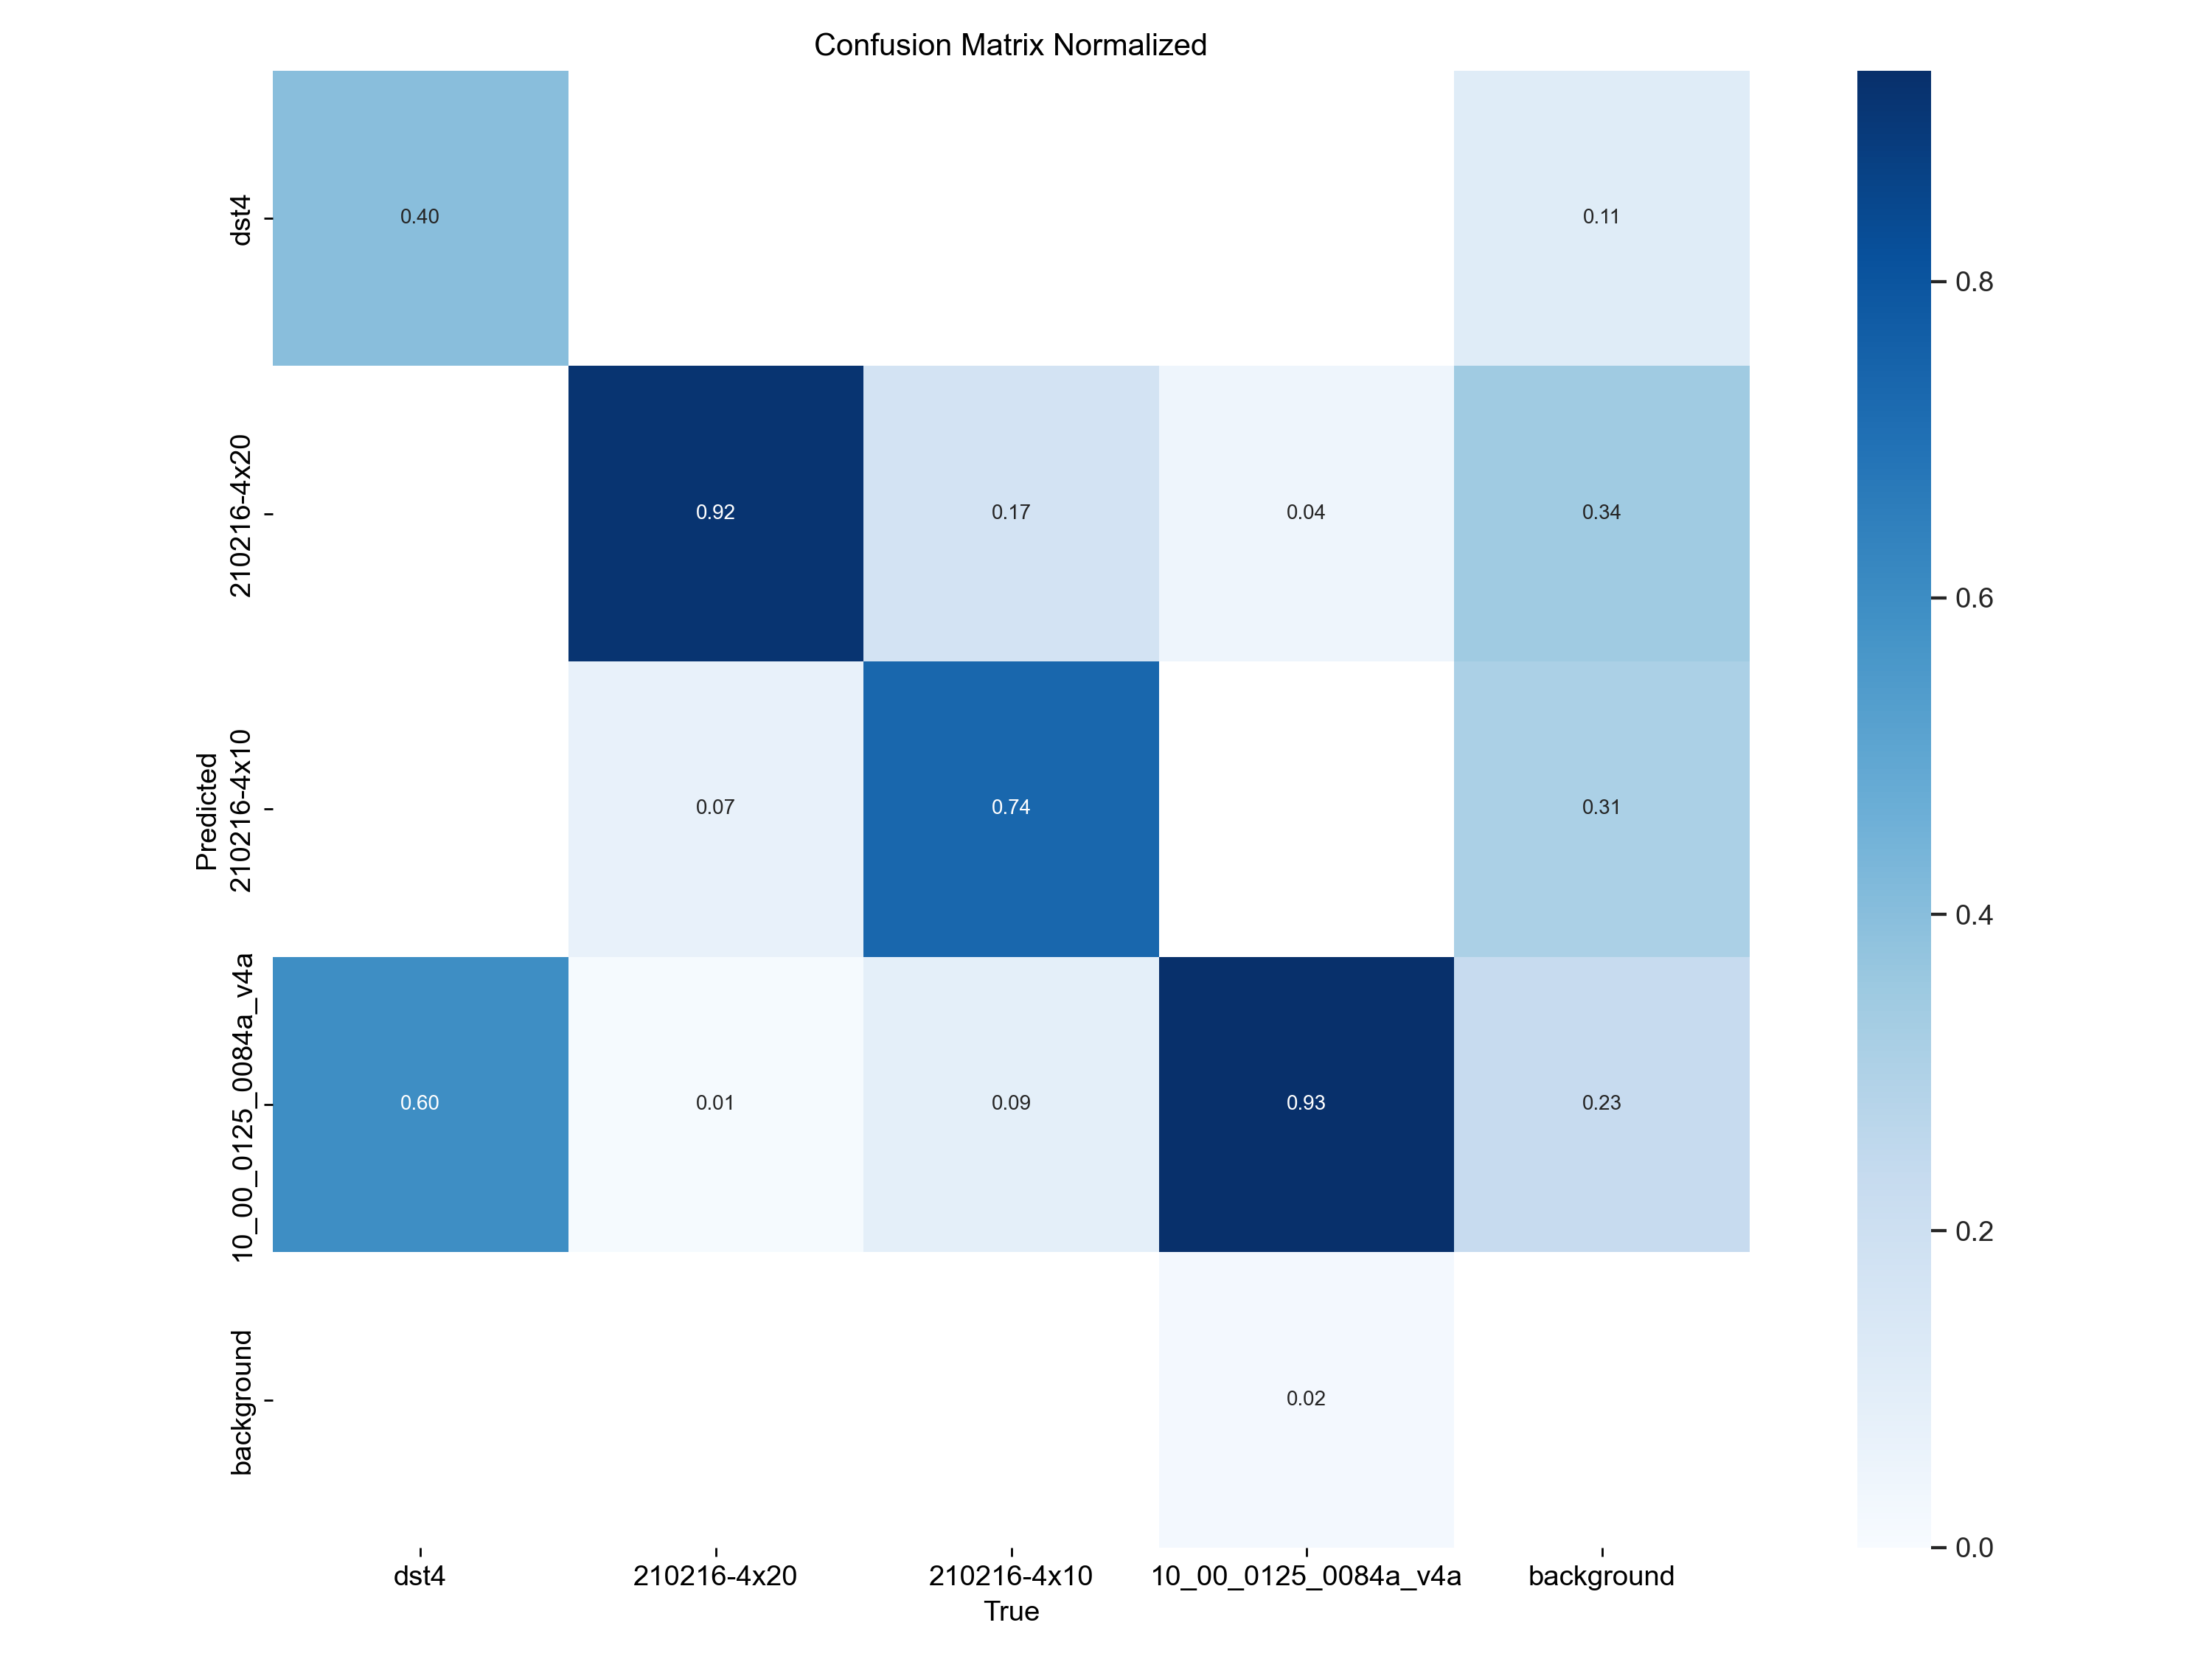 Confusion Matrix Normalized
dst4
0.40
0.11
0.8
210216-4x20
0.92
0.17
0.04
0.34
0.6
Predicted
210216-4x10
0.07
0.74
0.31
0.4
10_00_0125_0084a_v4a
0.60
0.01
0.09
0.93
0.23
0.2
background
0.02
0.0
dst4
210216-4x20
210216-4x10
10_00_0125_0084a_v4a
background
True